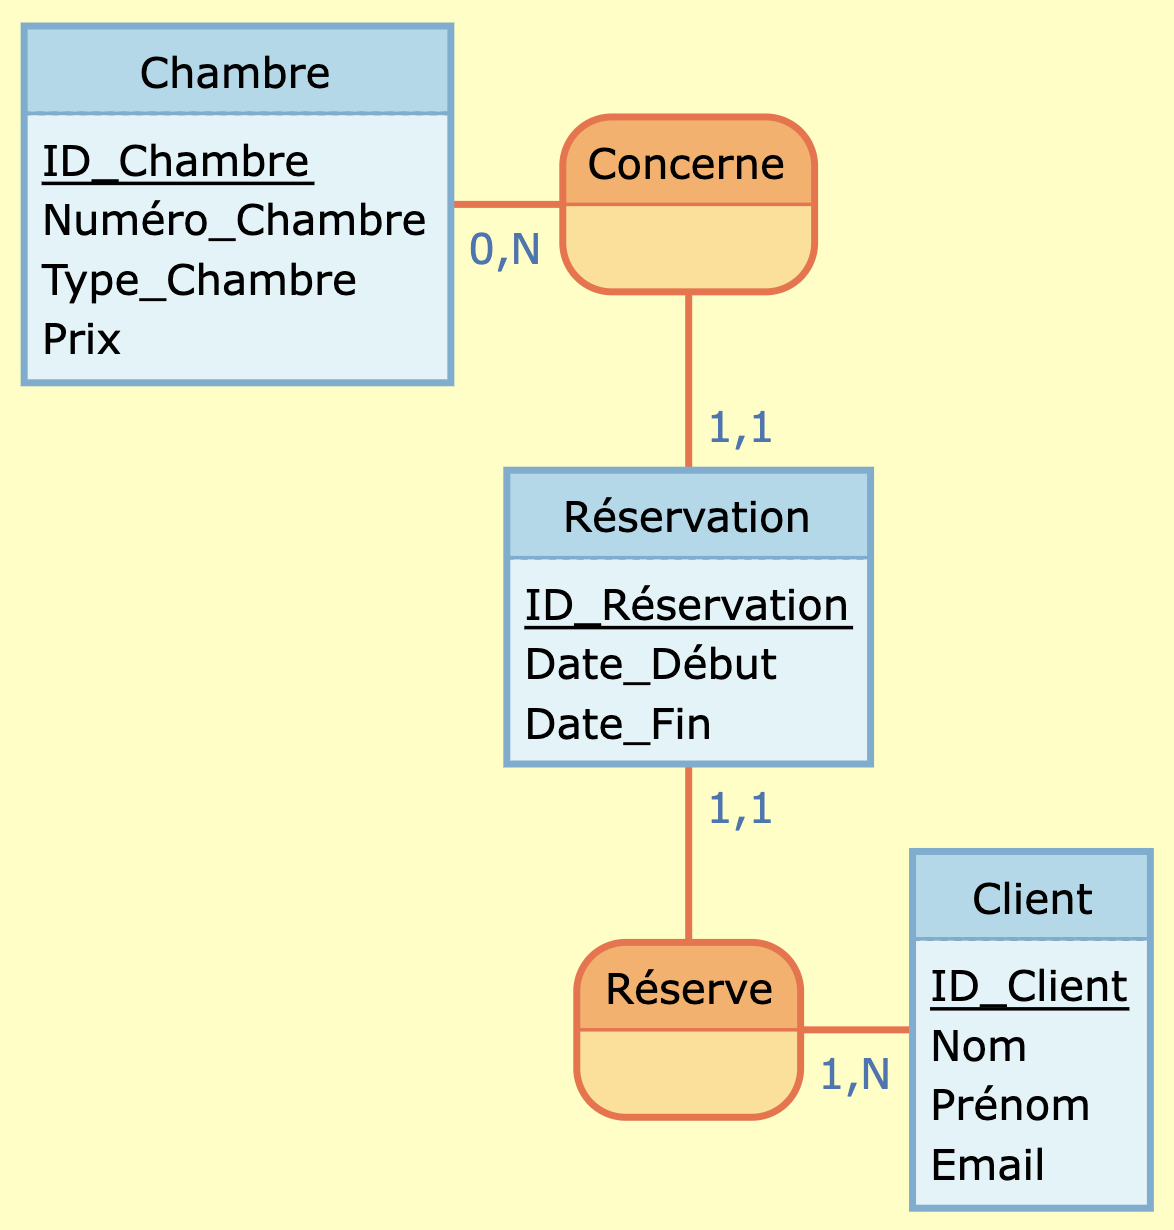 Chambre
ID_Chambre
Numéro_Chambre
Type_Chambre
Prix
Concerne
0,N
1,1
Réservation
ID_Réservation
Date_Début
Date_Fin
1,1
Réserve
1,N
Client
ID_Client
Nom
Prénom
Email